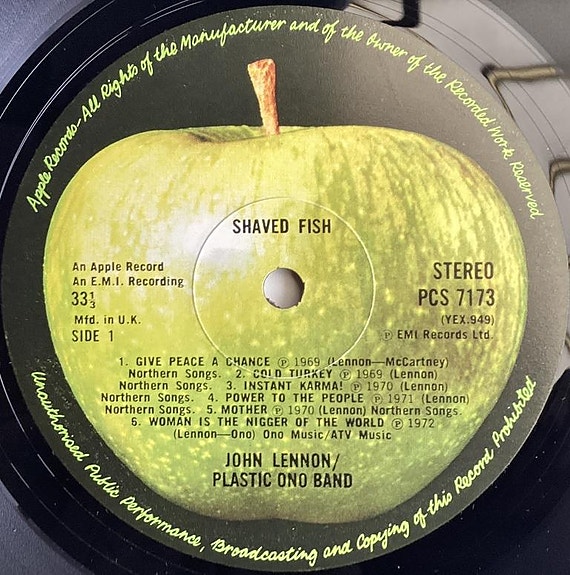 Apple Records–All Rights of the Manufacturer and of the Owner of the Recorded Work Reserved
SHAVED FISH
An Apple Record
An E.M.I. Recording
33⅓
Mfd. in U.K.
SIDE 1
STEREO
PCS 7173
(YEX.949)
Ⓟ EMI Records Ltd.
1. GIVE PEACE A CHANCE Ⓟ 1969 (Lennon—McCartney)
Northern Songs. 2. COLD TURKEY Ⓟ 1969 (Lennon)
Northern Songs. 3. INSTANT KARMA! Ⓟ 1970 (Lennon)
Northern Songs. 4. POWER TO THE PEOPLE Ⓟ 1971 (Lennon)
Northern Songs. 5. MOTHER Ⓟ 1970 (Lennon) Northern Songs.
6. WOMAN IS THE NIGGER OF THE WORLD Ⓟ 1972
(Lennon—Ono) Ono Music/ATV Music
JOHN LENNON/
PLASTIC ONO BAND
Unauthorised Public Performance, Broadcasting and Copying of this Record Prohibited